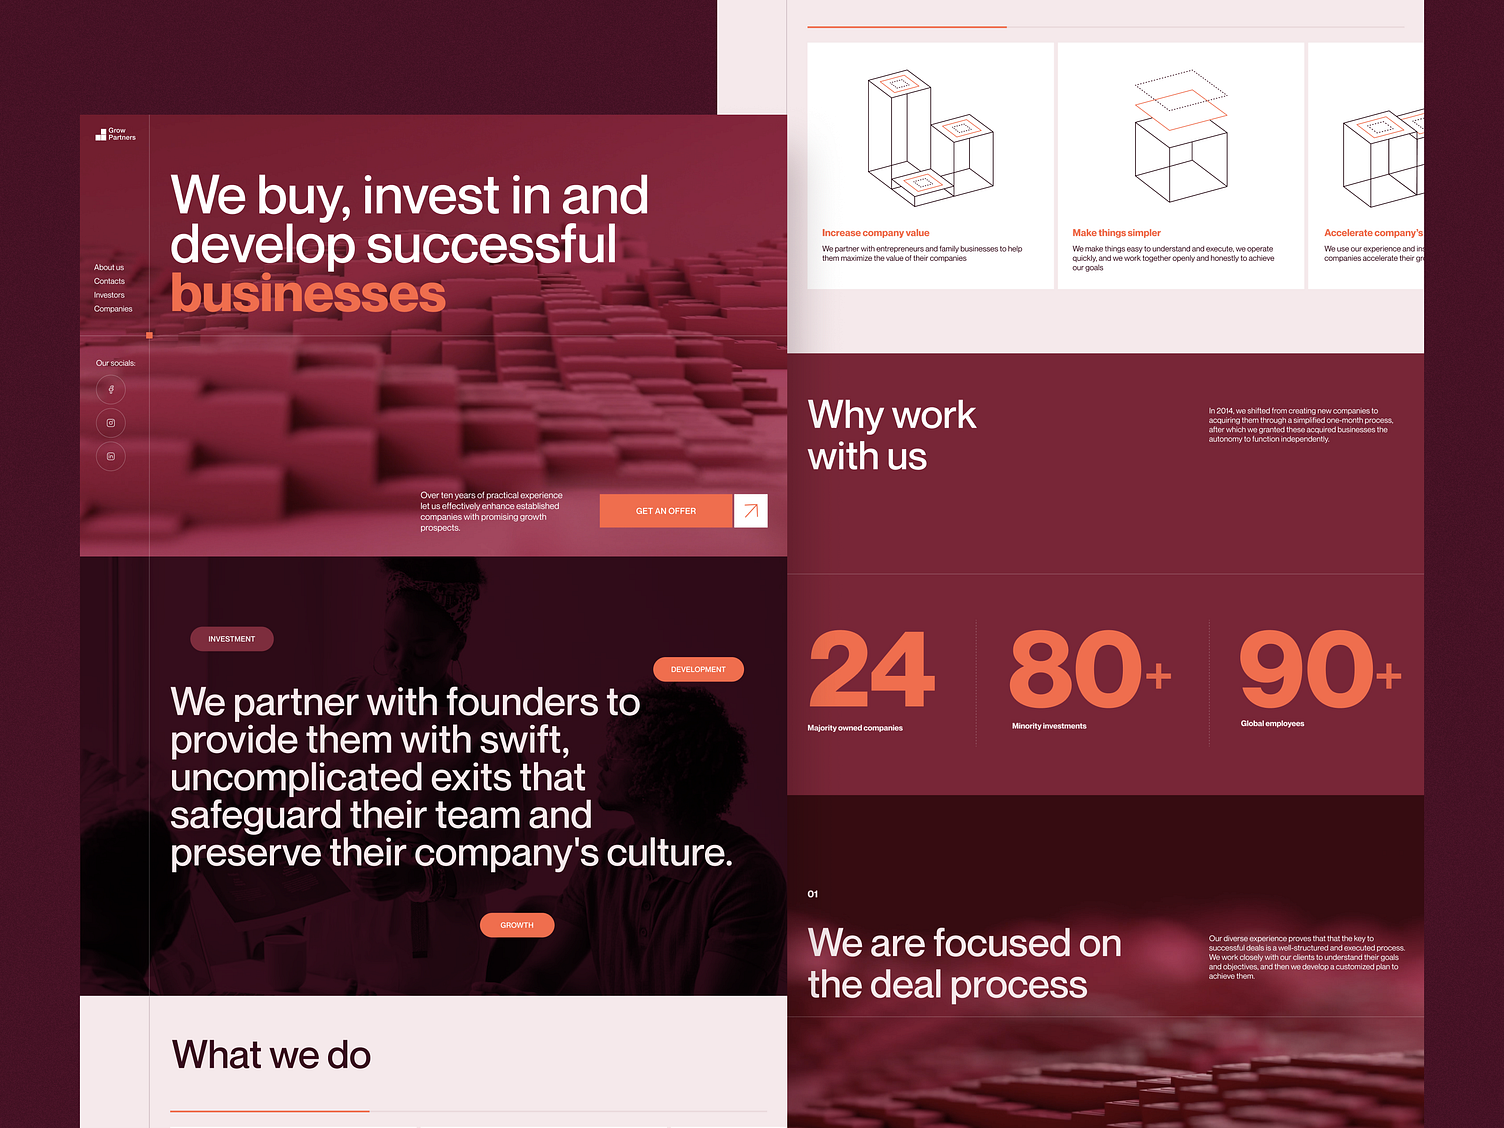 Grow
Partners
We buy, invest in and
develop successful
businesses
About us
Contacts
Investors
Companies
Our socials:
Over ten years of practical experience
let us effectively enhance established
companies with promising growth
prospects.
GET AN OFFER
INVESTMENT
DEVELOPMENT
We partner with founders to
provide them with swift,
uncomplicated exits that
safeguard their team and
preserve their company's culture.
GROWTH
What we do
Increase company value
We partner with entrepreneurs and family businesses to help
them maximize the value of their companies
Make things simpler
We make things easy to understand and execute, we operate
quickly, and we work together openly and honestly to achieve
our goals
Accelerate company's
We use our experience and ins
companies accelerate their gr
Why work
with us
In 2014, we shifted from creating new companies to
acquiring them through a simplified one-month process,
after which we granted these acquired businesses the
autonomy to function independently.
24
Majority owned companies
80+
Minority investments
90+
Global employees
01
We are focused on
the deal process
Our diverse experience proves that that the key to
successful deals is a well-structured and executed process.
We work closely with our clients to understand their goals
and objectives, and then we develop a customized plan to
achieve them.